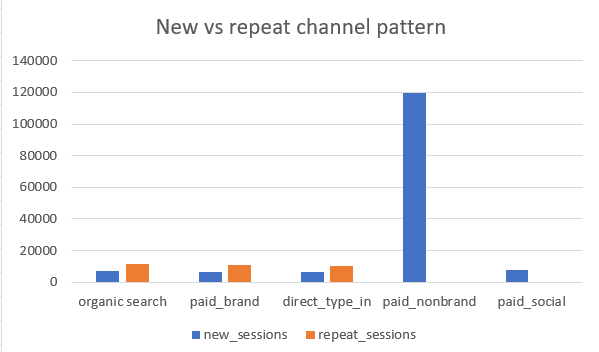 New vs repeat channel pattern
140000
120000
100000
80000
60000
40000
20000
0
organic search paid_brand direct_type_in paid_nonbrand paid_social
new_sessions repeat_sessions